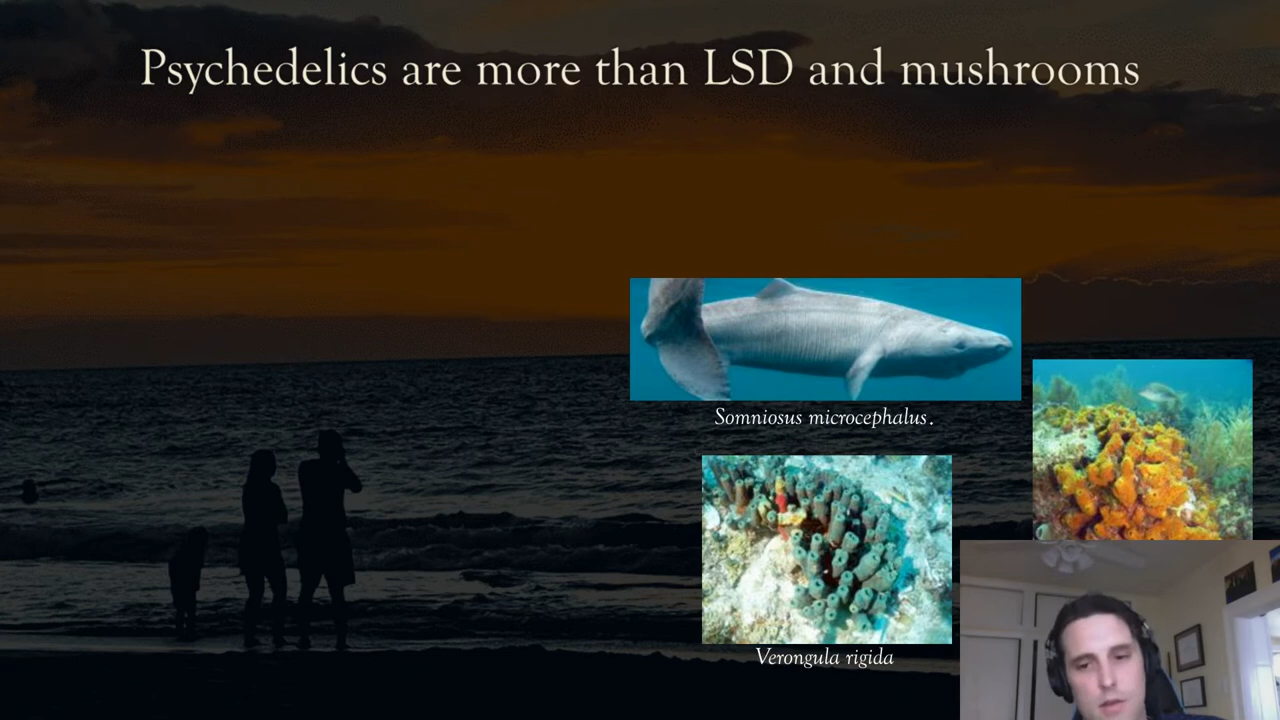 Psychedelics are more than LSD and mushrooms
Somniosus microcephalus.
Verongula rigida